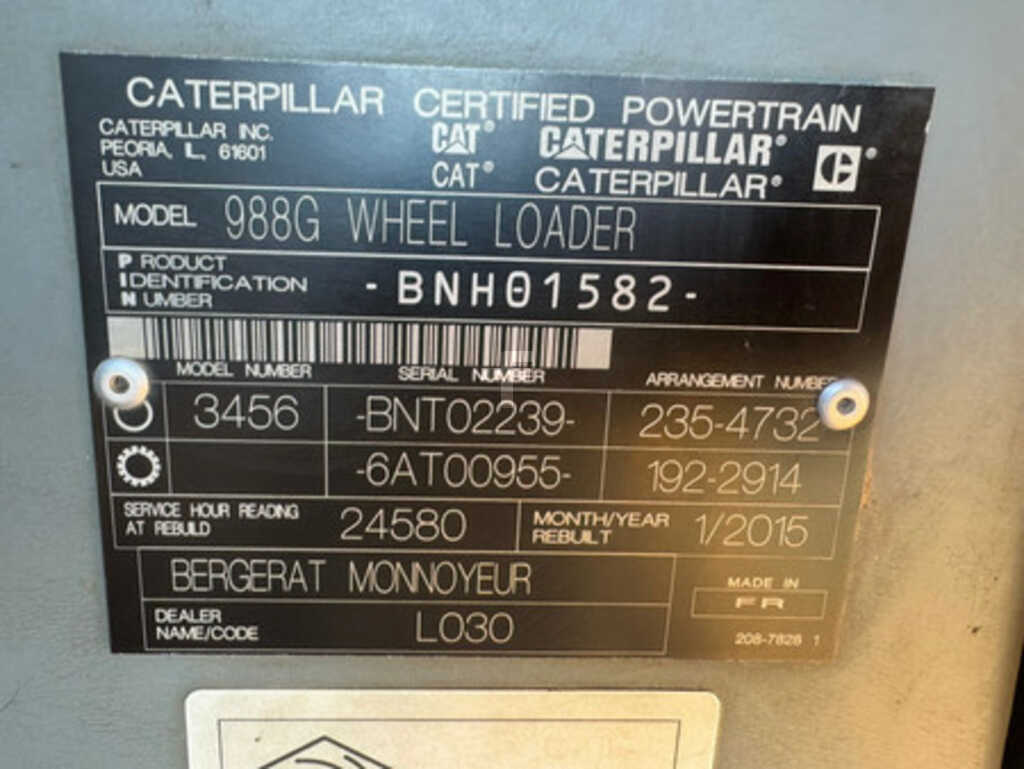 CATERPILLAR CERTIFIED POWERTRAIN
CATERPILLAR INC.
PEORIA, IL, 61601
USA
CAT® CATERPILLAR®
CAT® CATERPILLAR®
MODEL 988G WHEEL LOADER
PRODUCT
IDENTIFICATION
NUMBER
-BNH01582-
MODEL NUMBER SERIAL NUMBER ARRANGEMENT NUMBER
3456 -BNT02239- 235-4732
-6AT00955- 192-2914
SERVICE HOUR READING
AT REBUILD
24580
MONTH/YEAR
REBUILT
1/2015
BERGERAT MONNOYEUR
DEALER
NAME/CODE
L030
MADE IN
FR
208-7828 1